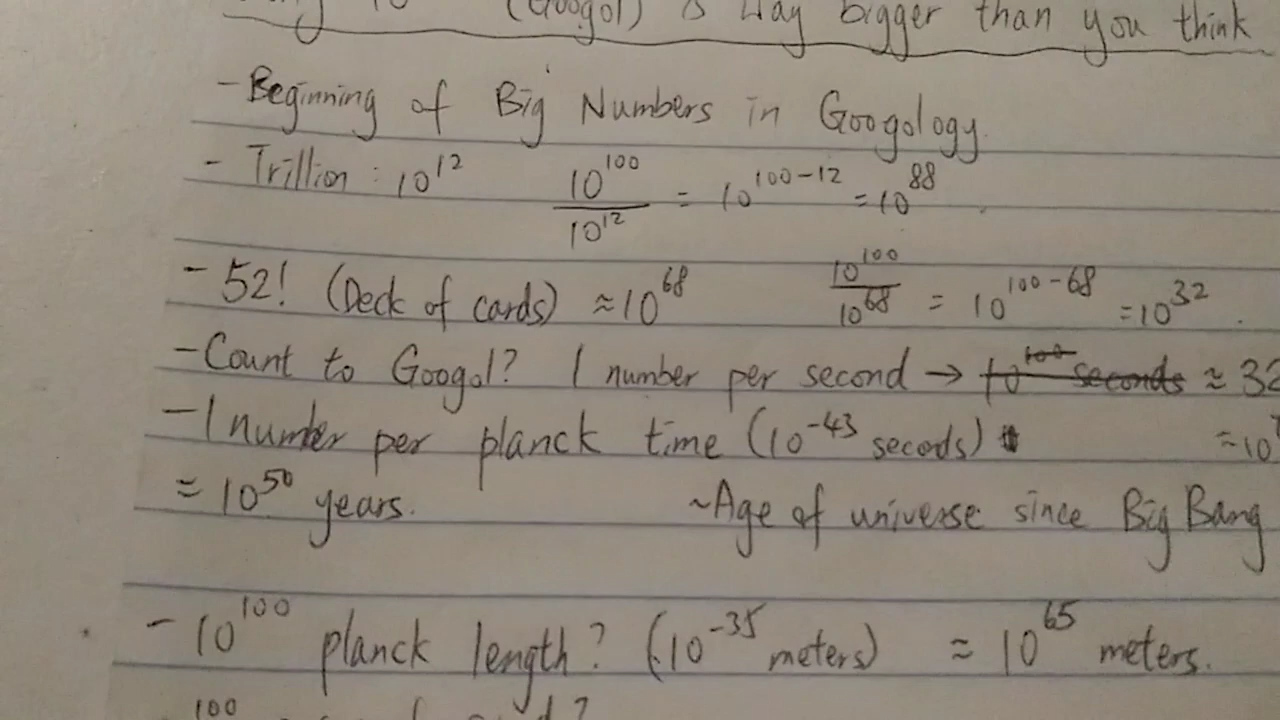 (Googol) is way bigger than you think
- Beginning of Big Numbers in Googology.
- Trillion : 10^12 10^100 / 10^12 = 10^100-12 = 10^88
- 52! (Deck of cards) ≈ 10^68 10^100 / 10^68 = 10^100-68 = 10^32.
- Count to Googol? 1 number per second → 10^100 seconds ≈ 32
- 1 number per planck time (10^-43 seconds) = 10
= 10^50 years. ~Age of universe since Big Bang
- 10^100 planck length? (10^-35 meters) ≈ 10^65 meters.
100